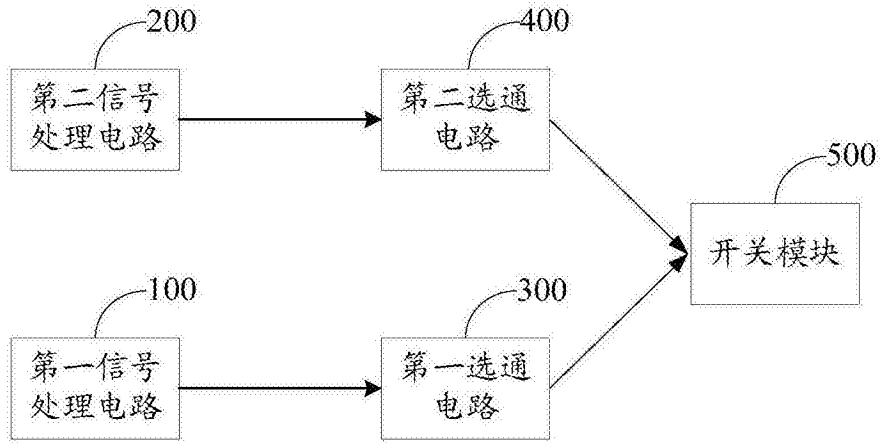 200
400
第二信号
处理电路
第二选通
电路
500
开关模块
100
300
第一信号
处理电路
第一选通
电路